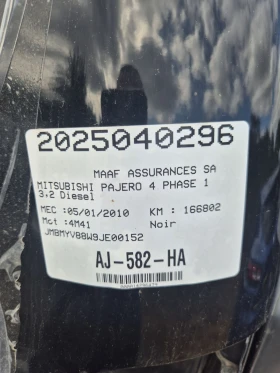 2025040296
MAAF ASSURANCES SA
MITSUBISHI PAJERO 4 PHASE 1
3.2 Diesel
MEC :05/01/2010 KM : 166802
Mot :4M41 Noir
JMBMYV88W9JE00152
AJ-582-HA